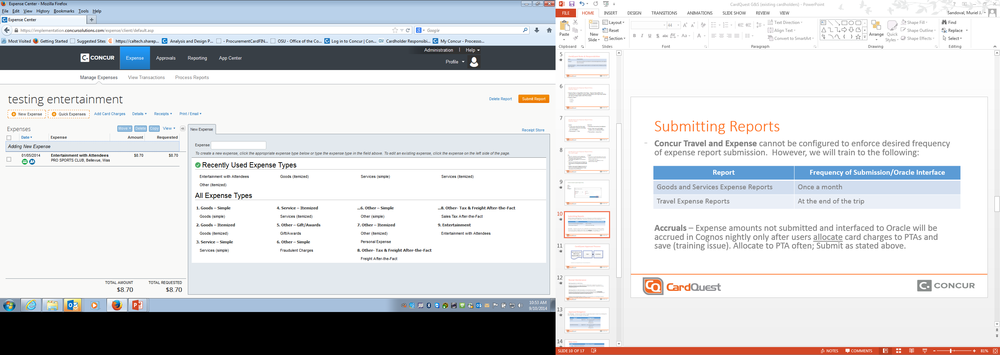 Expense Center - Mozilla Firefox
File Edit View History Bookmarks Tools Help
Expense Center
https://implementation.concursolutions.com/expense/client/default.asp
Google
Most Visited Getting Started Suggested Sites https://caltech.sharep... Analysis and Design P... - ProcurementCardFIN... OSU - Office of the Co... Log in to Concur | Con... Cardholder Responsibi... My Concur - Processo...
Administration | Help
CONCUR Expense Approvals Reporting App Center
Profile
Manage Expenses View Transactions Process Reports
testing entertainment
Delete Report Submit Report
New Expense Quick Expenses Add Card Charges Details Receipts Print / Email
Expenses Move Delete Copy View
Date Expense Amount Requested
Adding New Expense
01/05/2014 Entertainment with Attendees $8.70 $8.70
PRO SPORTS CLUB, Bellevue, Was
TOTAL AMOUNT TOTAL REQUESTED
$8.70 $8.70
New Expense Receipt Store
Expense
To create a new expense, click the appropriate expense type below or type the expense type in the field above. To edit an existing expense, click the expense on the left side of the page.
Recently Used Expense Types
Entertainment with Attendees Goods (itemized) Services (simple) Services (itemized)
Other (itemized)
All Expense Types
1. Goods – Simple 4. Service – Itemized ...6. Other – Simple ...8. Other- Tax & Freight After-the-Fact
Goods (simple) Services (itemized) Other (simple) Sales Tax After-the-Fact
2. Goods – Itemized 5. Other – Gift/Awards 7. Other – Itemized 9. Entertainment
Goods (itemized) Gift/Awards Other (itemized) Entertainment with Attendees
3. Service – Simple 6. Other – Simple Personal Expense
Services (simple) Fraudulent Charges 8. Other- Tax & Freight After-the-Fact
Freight After-the-Fact
10:53 AM
9/10/2014
CardQuest G&S (existing cardholders) - PowerPoint
FILE HOME INSERT DESIGN TRANSITIONS ANIMATIONS SLIDE SHOW REVIEW VIEW Sandoval, Muriel J.
Paste New Slide Layout Reset Section 44 Text Direction Align Text Convert to SmartArt Arrange Quick Styles Shape Fill Shape Outline Shape Effects Find Replace Select
Clipboard Slides Font Paragraph Drawing Editing
5
6
7
8
9
10
11
CardQuest Approval Process
12
13
14
Submitting Reports
– Concur Travel and Expense cannot be configured to enforce desired frequency
of expense report submission. However, we will train to the following:
Report Frequency of Submission/Oracle Interface
Goods and Services Expense Reports Once a month
Travel Expense Reports At the end of the trip
Accruals – Expense amounts not submitted and interfaced to Oracle will be
accrued in Cognos nightly only after users allocate card charges to PTAs and
save (training issue). Allocate to PTA often; Submit as stated above.
CardQuest CONCUR
SLIDE 10 OF 17 NOTES COMMENTS 81%